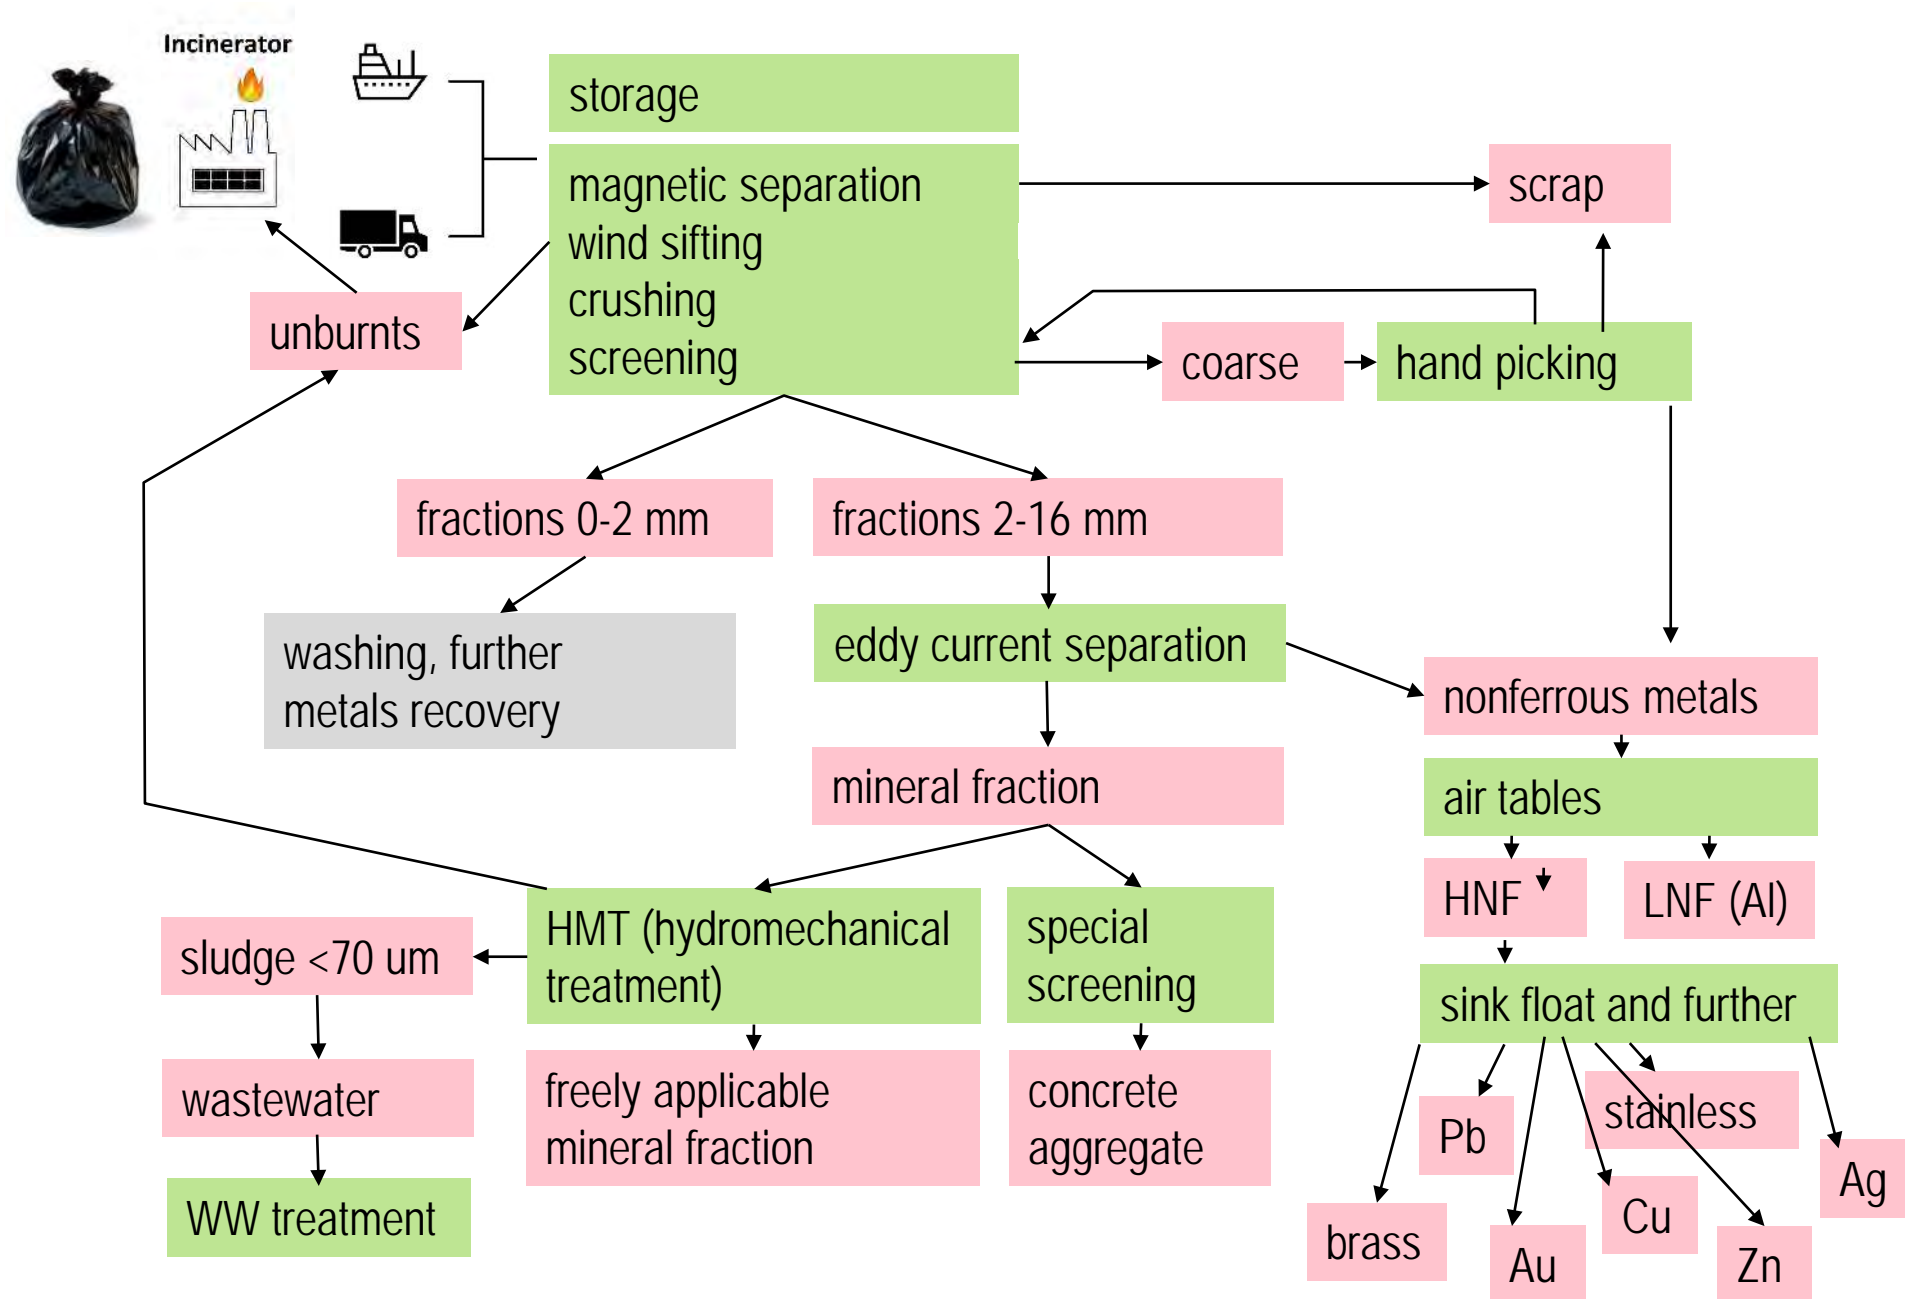 Incinerator
storage
magnetic separation
wind sifting
crushing
screening
scrap
unburnts
coarse
hand picking
fractions 0-2 mm
fractions 2-16 mm
washing, further
metals recovery
eddy current separation
nonferrous metals
mineral fraction
air tables
HNF
LNF (Al)
sludge <70 um
HMT (hydromechanical
treatment)
special
screening
sink float and further
wastewater
freely applicable
mineral fraction
concrete
aggregate
Pb
stainless
Ag
WW treatment
brass
Au
Cu
Zn